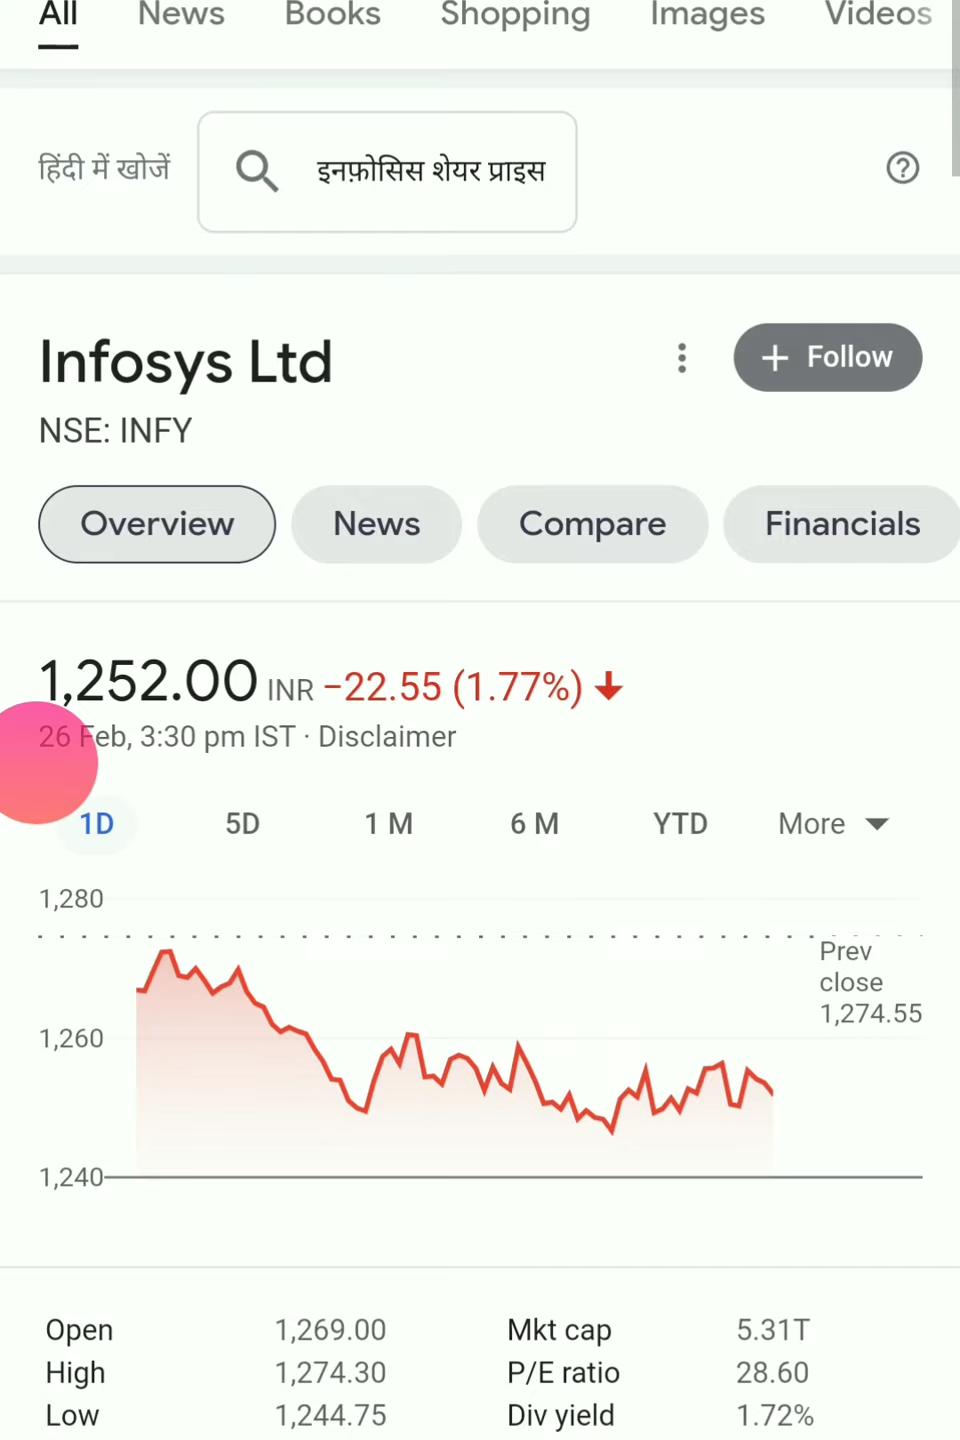 All News Books Shopping Images Videos
हिंदी में खोजें इनफ़ोसिस शेयर प्राइस
Infosys Ltd
+ Follow
NSE: INFY
Overview News Compare Financials
1,252.00 INR −22.55 (1.77%)
26 Feb, 3:30 pm IST · Disclaimer
1D 5D 1 M 6 M YTD More
1,280
Prev
close
1,274.55
1,260
1,240
Open 1,269.00 Mkt cap 5.31T
High 1,274.30 P/E ratio 28.60
Low 1,244.75 Div yield 1.72%